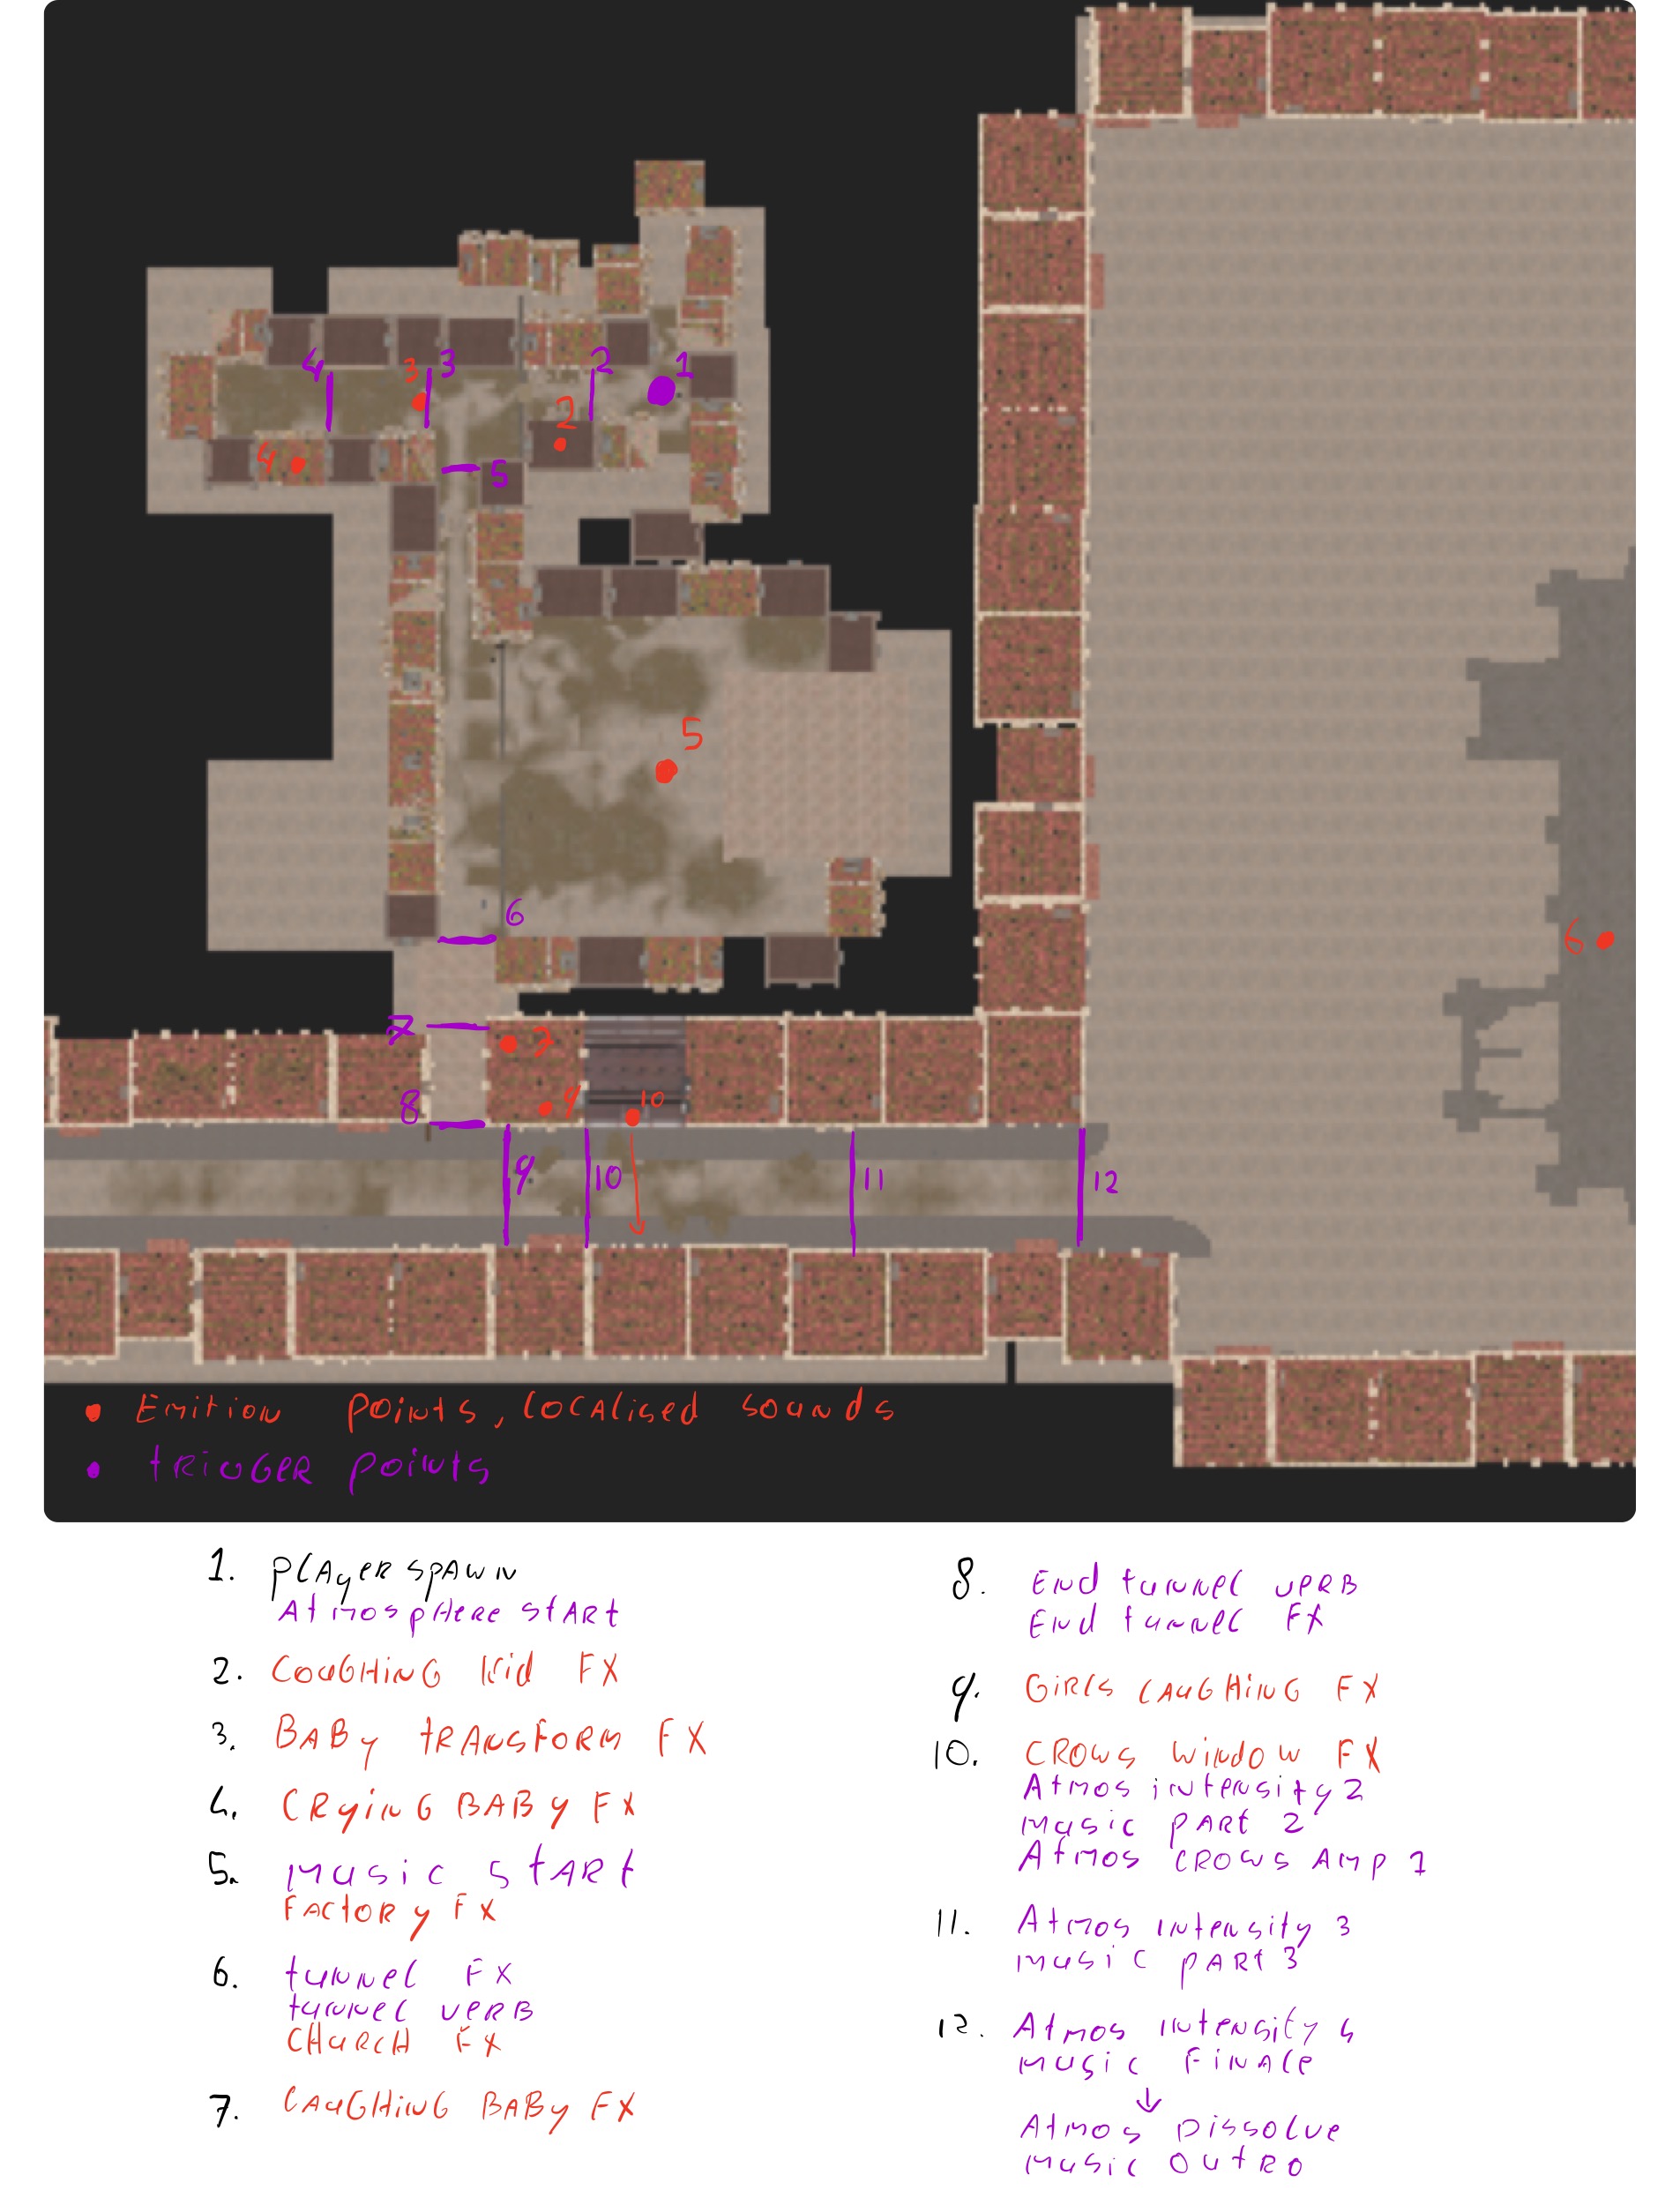 4
3
3
2
1
2
4
5
5
6
6
7
7
8
9
10
9
10
11
12
Emition points, localised sounds
trigger points
1. Player spawn
Atmosphere start
2. Coughing kid FX
3. Baby transform FX
4. Crying baby FX
5. Music start
Factory FX
6. tunnel FX
tunnel verb
Church FX
7. Laughing baby FX
8. End tunnel verb
End tunnel FX
9. Girls laughing FX
10. Crows window FX
Atmos intensity 2
Music part 2
Atmos crows amp 1
11. Atmos intensity 3
Music part 3
12. Atmos intensity 4
Music finale
↓
Atmos dissolve
Music outro